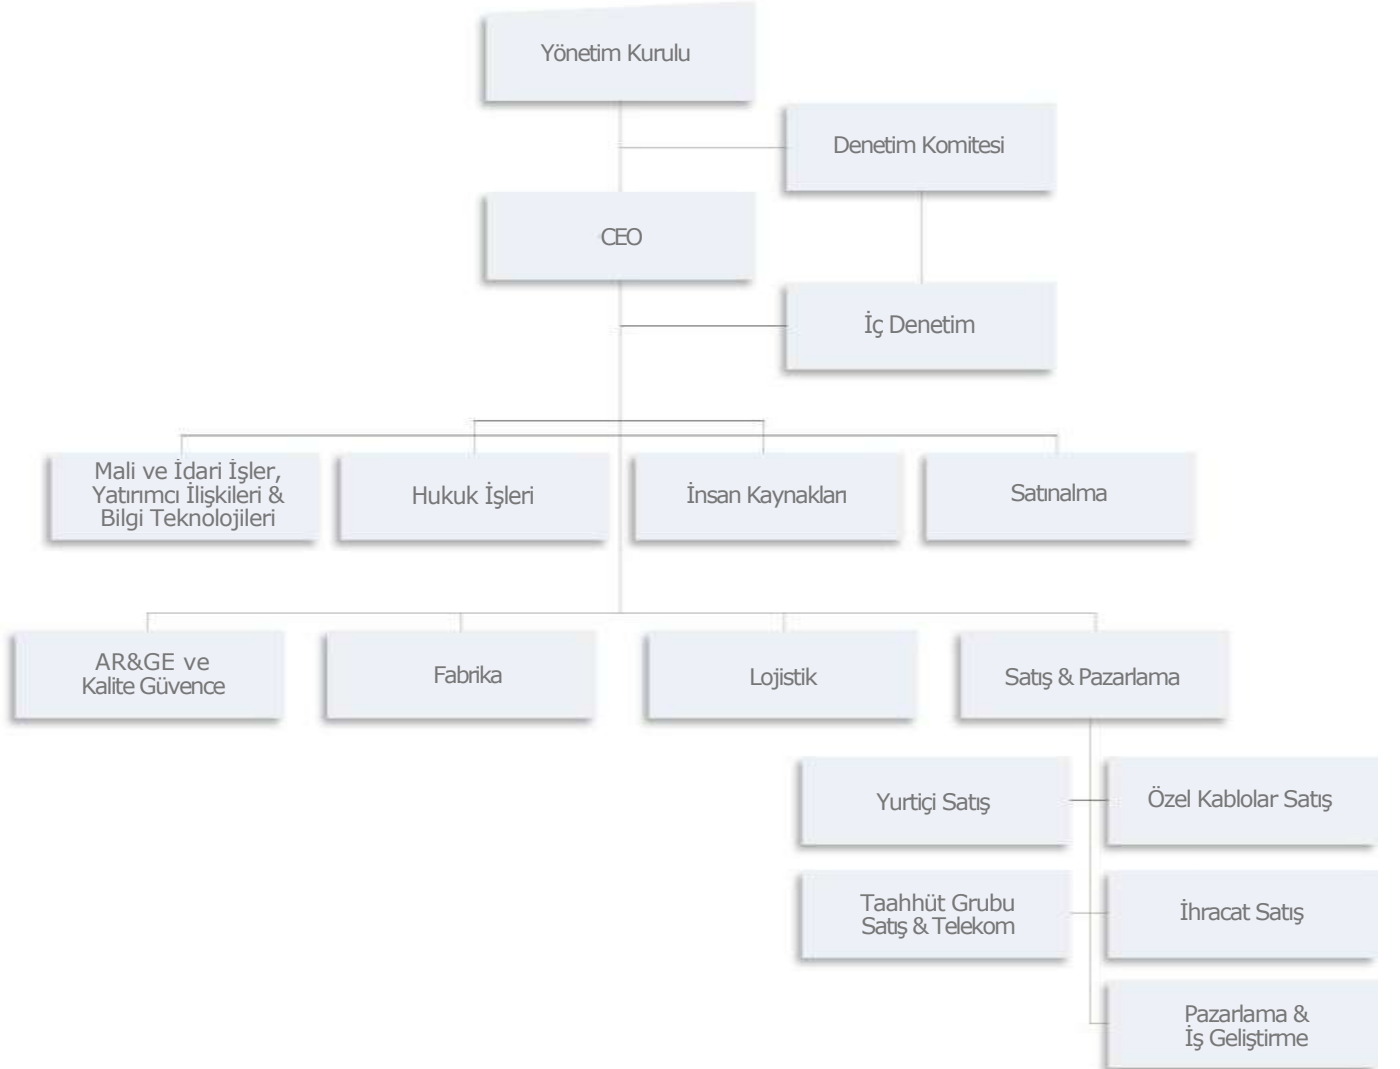 Yönetim Kurulu
Denetim Komitesi
CEO
İç Denetim
Mali ve İdari İşler,
Yatırımcı İlişkileri &
Bilgi Teknolojileri
Hukuk İşleri
İnsan Kaynakları
Satınalma
AR&GE ve
Kalite Güvence
Fabrika
Lojistik
Satış & Pazarlama
Yurtiçi Satış
Özel Kablolar Satış
Taahhüt Grubu
Satış & Telekom
İhracat Satış
Pazarlama &
İş Geliştirme